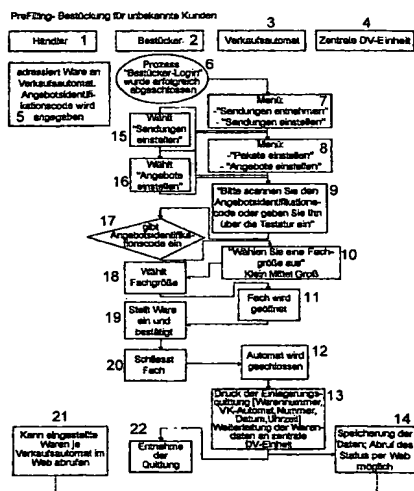 PreFilling- Bestückung für unbekannte Kunden
Händler 1
Bestücker 2
3
Verkaufsautomat
4
Zentrale DV-Einheit
adressiert Ware an
Verkaufsautomat.
Angebotsidentifi-
kationscode wird
5 angegeben
6
Prozess
"Bestücker-Login"
wurde erfolgreich
abgeschlossen
7
Menü:
-"Sendungen entnehmen"
- "Sendungen einstellen"
15
Wählt
"Sendungen
einstellen"
8
Menü:
-"Pakete einstellen"
- "Angebote einstellen"
16
Wählt
"Angebote
einstellen"
9
"Bitte scannen Sie den
Angebotsidentifikations-
code oder geben Sie ihn
über die Tastatur ein"
17
gibt
Angebotsidentifika-
tionscode ein
10
"Wählen Sie eine Fach-
größe aus"
Klein Mittel Groß
18
Wählt
Fachgröße
11
Fach wird
geöffnet
19
Stellt Ware
ein und
bestätigt
20
Schliesst
Fach
12
Automat wird
geschlossen
13
Druck der Einlagerungs-
quittung [Warennummer,
VK-Automat, Nummer,
Datum, Uhrzeit]
Weiterleitung der Waren-
daten an zentrale
DV-Einheit
14
Speicherung der
Daten; Abruf des
Status per Web
möglich
21
Kann eingestellte
Waren je
Verkaufsautomat im
Web abrufen
22
Entnahme
der
Quittung